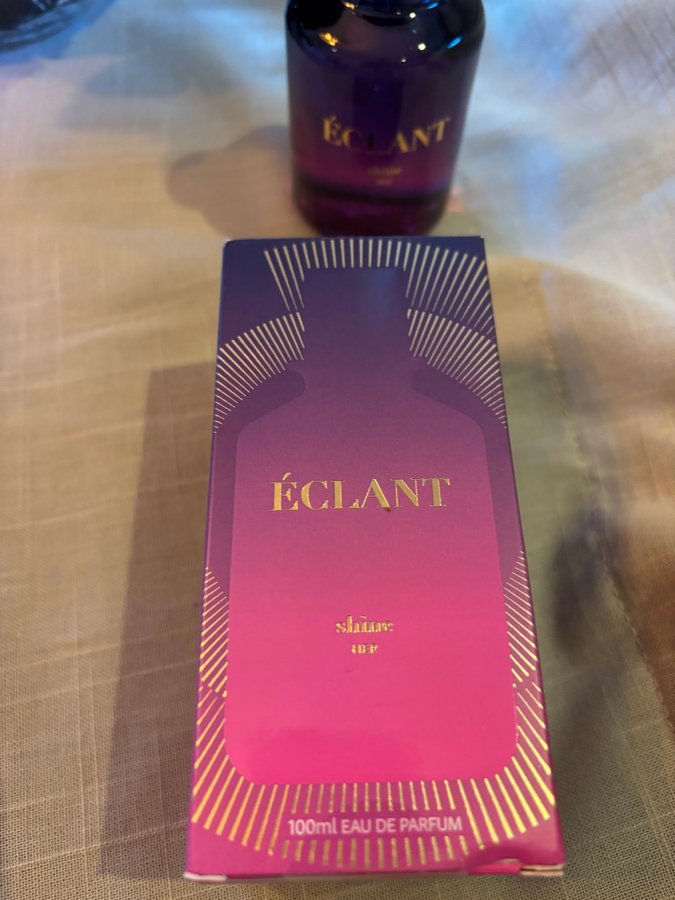 ÉCLANT
ÉCLANT
shine
100ml EAU DE PARFUM